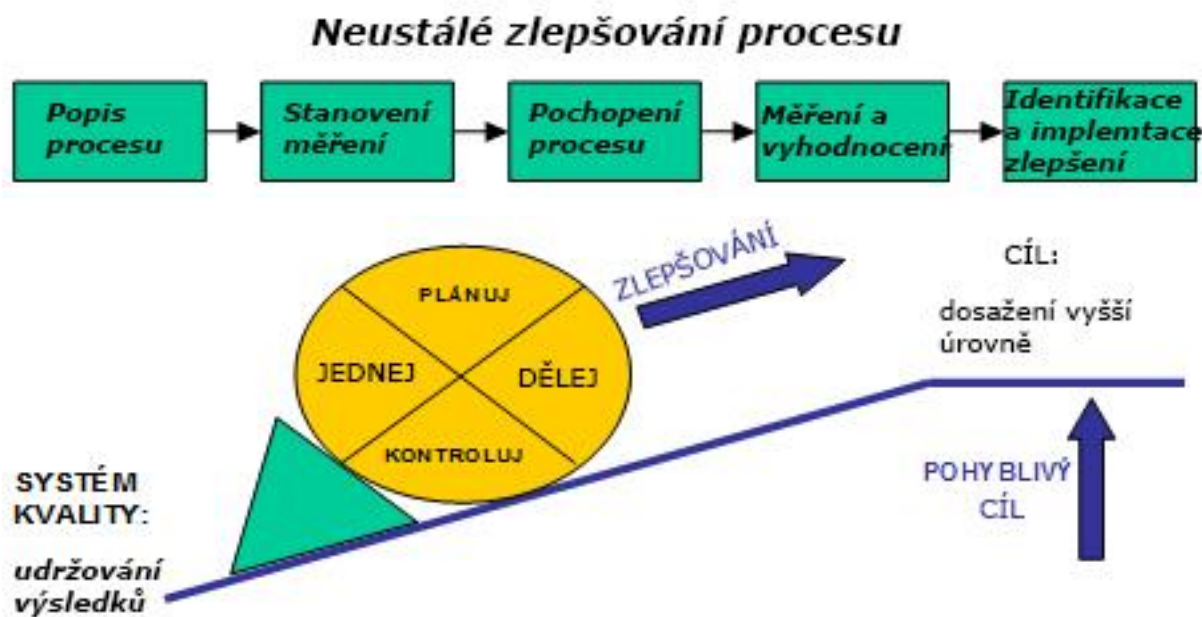 Neustálé zlepšování procesu
Popis
procesu
Stanovení
měření
Pochopení
procesu
Měření a
vyhodnocení
Identifikace
a implemtace
zlepšení
ZLEPŠOVÁNÍ
CÍL:
dosažení vyšší
úrovně
PLÁNUJ
JEDNEJ
DĚLEJ
KONTROLUJ
SYSTÉM
KVALITY:
udržování
výsledků
POHYBLIVÝ
CÍL